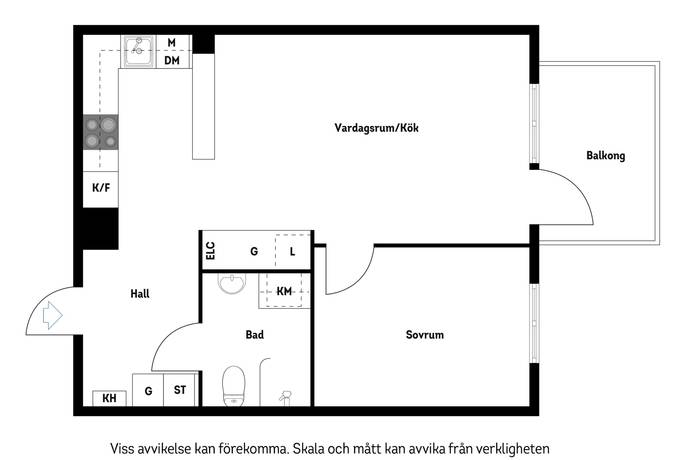 M
DM
Vardagsrum/Kök
Balkong
K/F
ELC
G
L
Hall
KM
Bad
Sovrum
KH
G
ST
Viss avvikelse kan förekomma. Skala och mått kan avvika från verkligheten